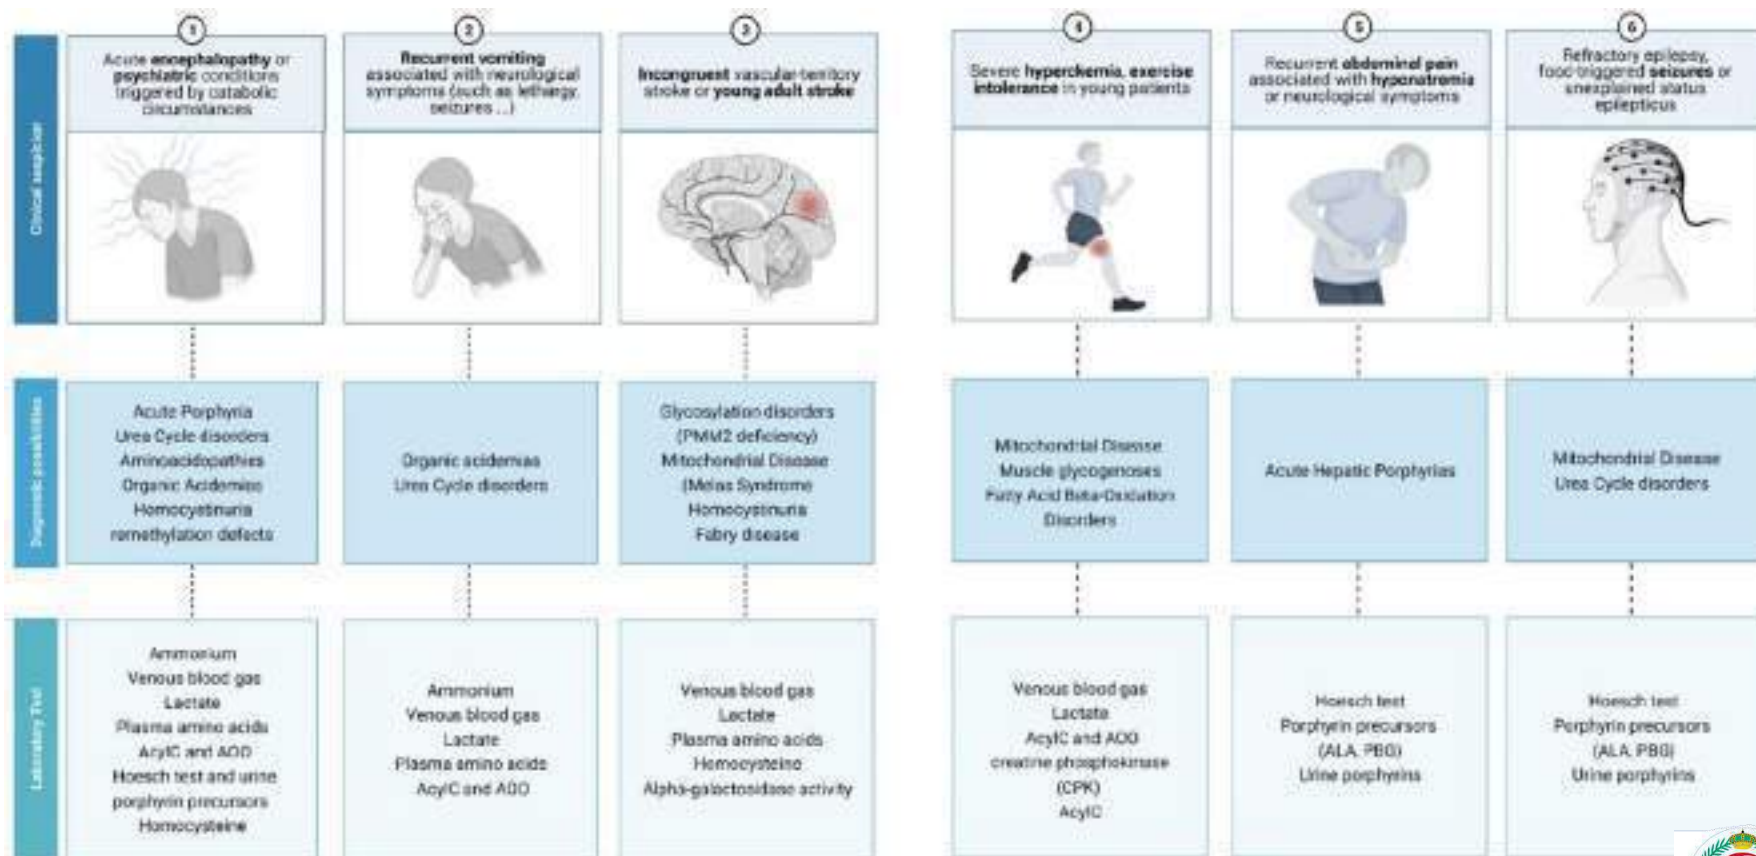 1
Acute encephalopathy or
psychiatric conditions
triggered by catabolic
circumstances
2
Recurrent vomiting
associated with neurological
symptoms (such as lethargy,
seizures ...)
3
Incongruent vascular-territory
stroke or young adult stroke
4
Severe hyperckemia, exercise
intolerance in young patients
5
Recurrent abdominal pain
associated with hyponatremia
or neurological symptoms
6
Refractory epilepsy,
food-triggered seizures or
unexplained status
epilepticus
Clinical suspicion
Diagnostic possibilities
Acute Porphyria
Urea Cycle disorders
Aminoacidopathies
Organic Acidemias
Homocystinuria
remethylation defects
Organic acidemias
Urea Cycle disorders
Glycosylation disorders
(PMM2 deficiency)
Mitochondrial Disease
(Melas Syndrome
Homocystinuria
Fabry disease
Mitochondrial Disease
Muscle glycogenoses
Fatty Acid Beta-Oxidation
Disorders
Acute Hepatic Porphyrias
Mitochondrial Disease
Urea Cycle disorders
Laboratory Test
Ammonium
Venous blood gas
Lactate
Plasma amino acids
AcylC and AOO
Hoesch test and urine
porphyrin precursors
Homocysteine
Ammonium
Venous blood gas
Lactate
Plasma amino acids
AcylC and AOO
Venous blood gas
Lactate
Plasma amino acids
Homocysteine
Alpha-galactosidase activity
Venous blood gas
Lactate
AcylC and AOO
creatine phosphokinase
(CPK)
AcylC
Hoesch test
Porphyrin precursors
(ALA, PBG)
Urine porphyrins
Hoesch test
Porphyrin precursors
(ALA, PBG)
Urine porphyrins